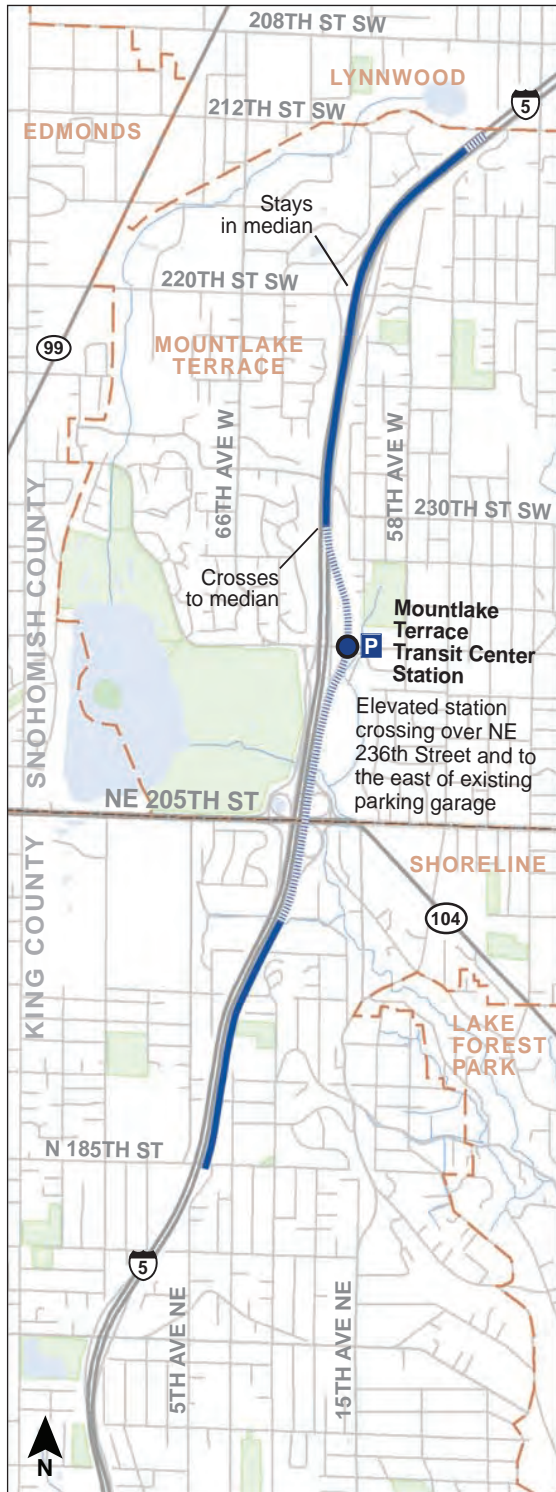 208TH ST SW
LYNNWOOD
5
212TH ST SW
EDMONDS
Stays
in median
220TH ST SW
99
MOUNTLAKE
TERRACE
66TH AVE W
58TH AVE W
230TH ST SW
SNOHOMISH COUNTY
Crosses
to median
P
Mountlake
Terrace
Transit Center
Station
Elevated station
crossing over NE
236th Street and to
the east of existing
parking garage
NE 205TH ST
SHORELINE
104
KING COUNTY
LAKE
FOREST
PARK
N 185TH ST
5
5TH AVE NE
15TH AVE NE
N